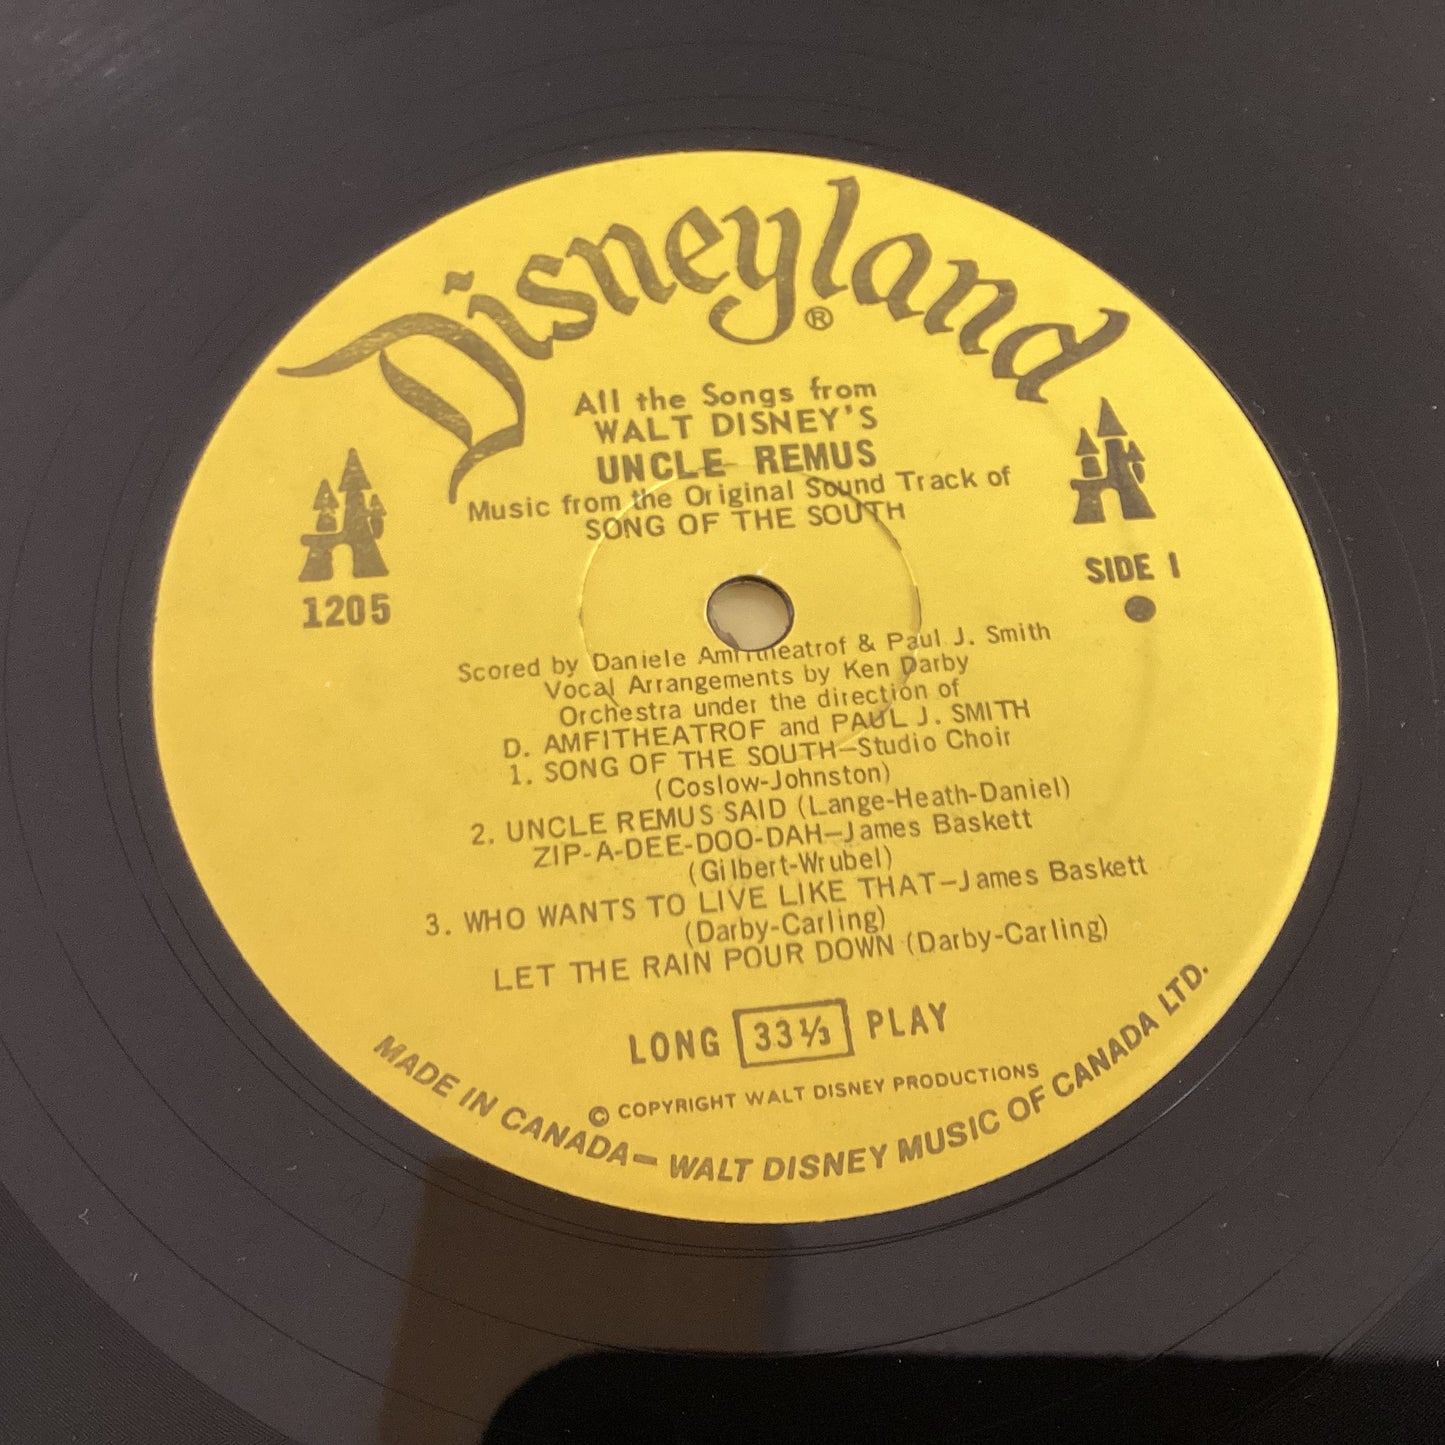 Disneyland®
All the Songs from
WALT DISNEY'S
UNCLE REMUS
Music from the Original Sound Track of
SONG OF THE SOUTH
1205
SIDE 1
Scored by Daniele Amfitheatrof & Paul J. Smith
Vocal Arrangements by Ken Darby
Orchestra under the direction of
D. AMFITHEATROF and PAUL J. SMITH
1. SONG OF THE SOUTH—Studio Choir
(Coslow-Johnston)
2. UNCLE REMUS SAID (Lange-Heath-Daniel)
ZIP-A-DEE-DOO-DAH—James Baskett
(Gilbert-Wrubel)
3. WHO WANTS TO LIVE LIKE THAT—James Baskett
(Darby-Carling)
LET THE RAIN POUR DOWN (Darby-Carling)
LONG 33 1/3 PLAY
© COPYRIGHT WALT DISNEY PRODUCTIONS
MADE IN CANADA— WALT DISNEY MUSIC OF CANADA LTD.